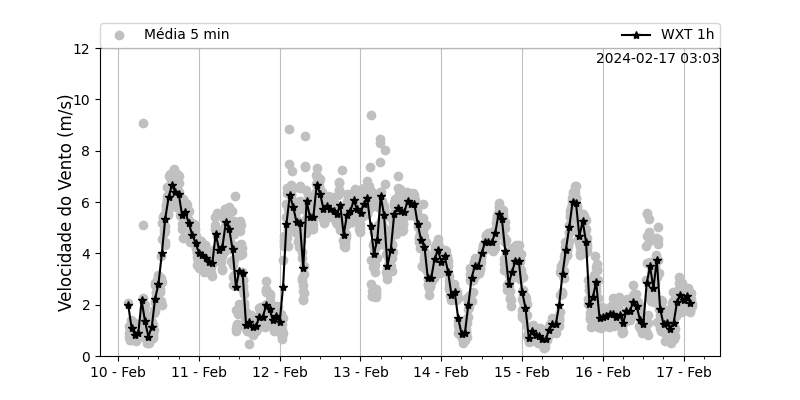 Média 5 min
WXT 1h
2024-02-17 03:03
Velocidade do Vento (m/s)
12
10
8
6
4
2
0
10 - Feb
11 - Feb
12 - Feb
13 - Feb
14 - Feb
15 - Feb
16 - Feb
17 - Feb